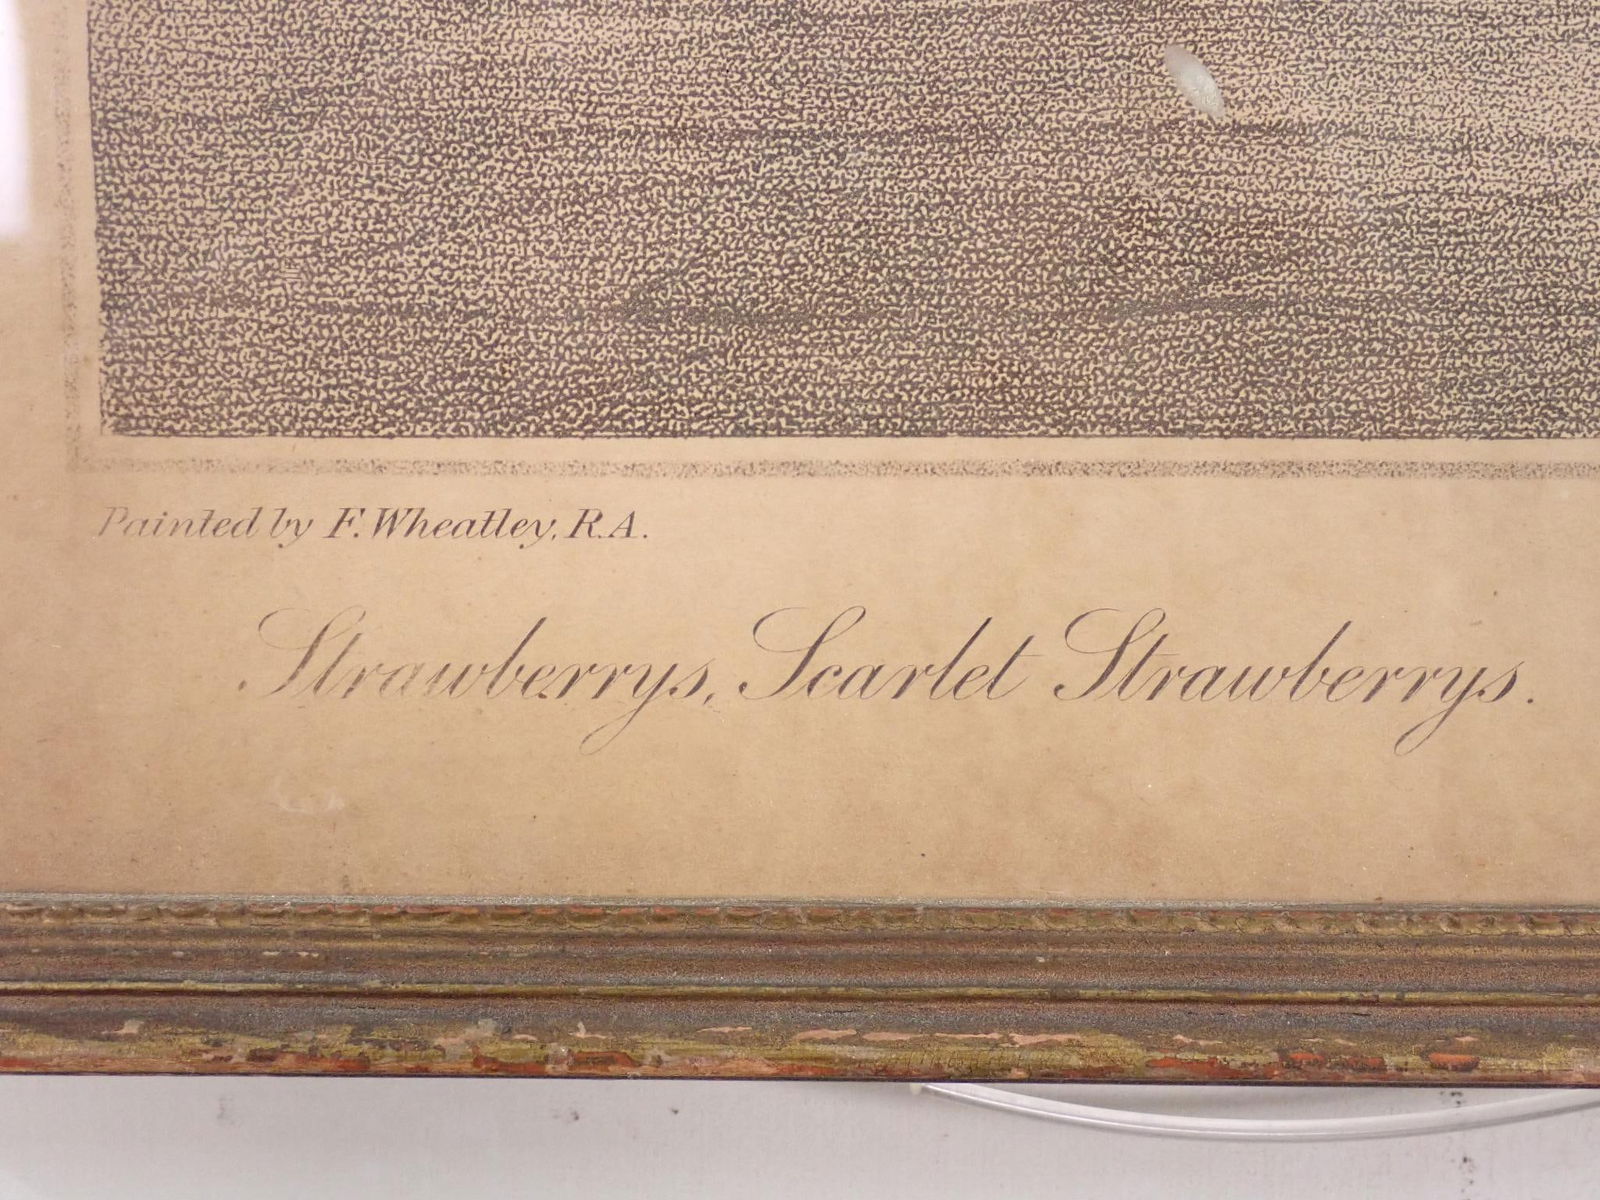 Painted by F. Wheatley, R.A.
Strawberrys, Scarlet Strawberrys.